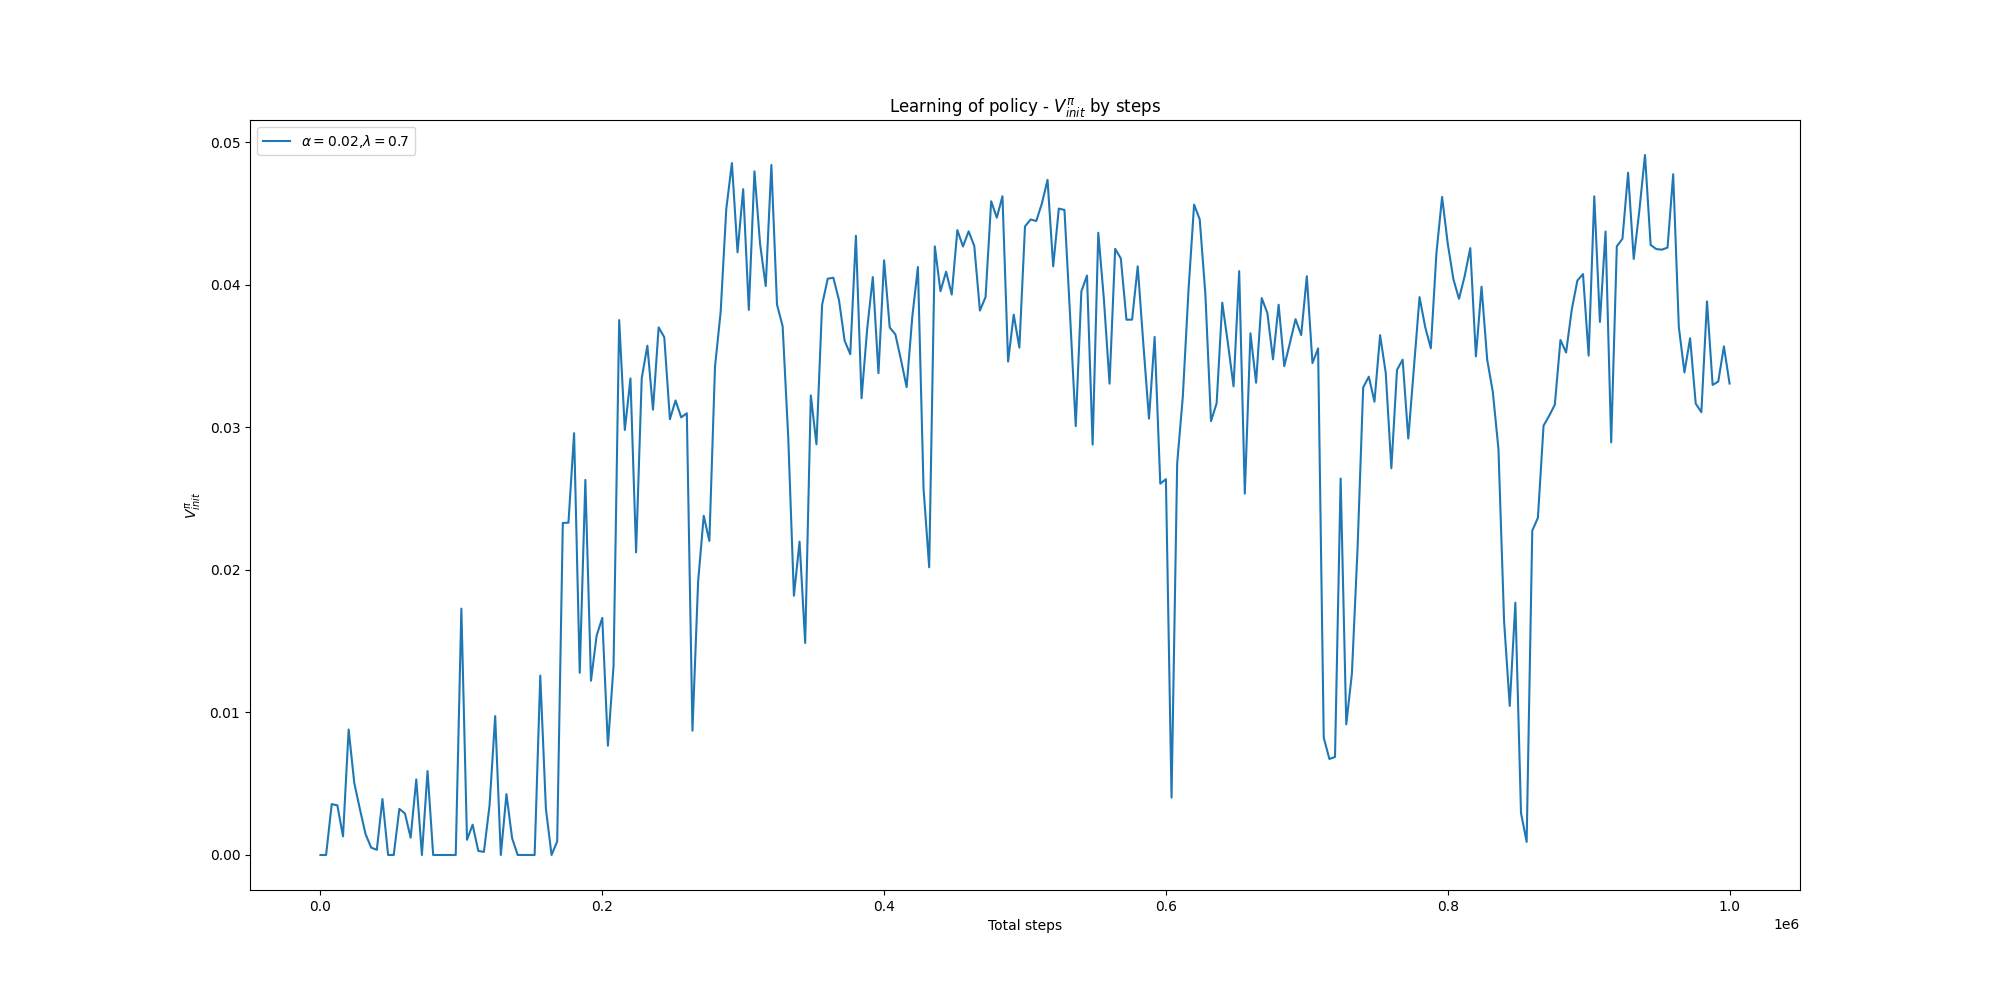 Learning of policy - $V^{\pi}_{init}$ by steps
α = 0.02,λ = 0.7
0.05
0.04
0.03
0.02
0.01
0.00
$V^{\pi}_{init}$
0.0 0.2 0.4 0.6 0.8 1.0
Total steps
1e6